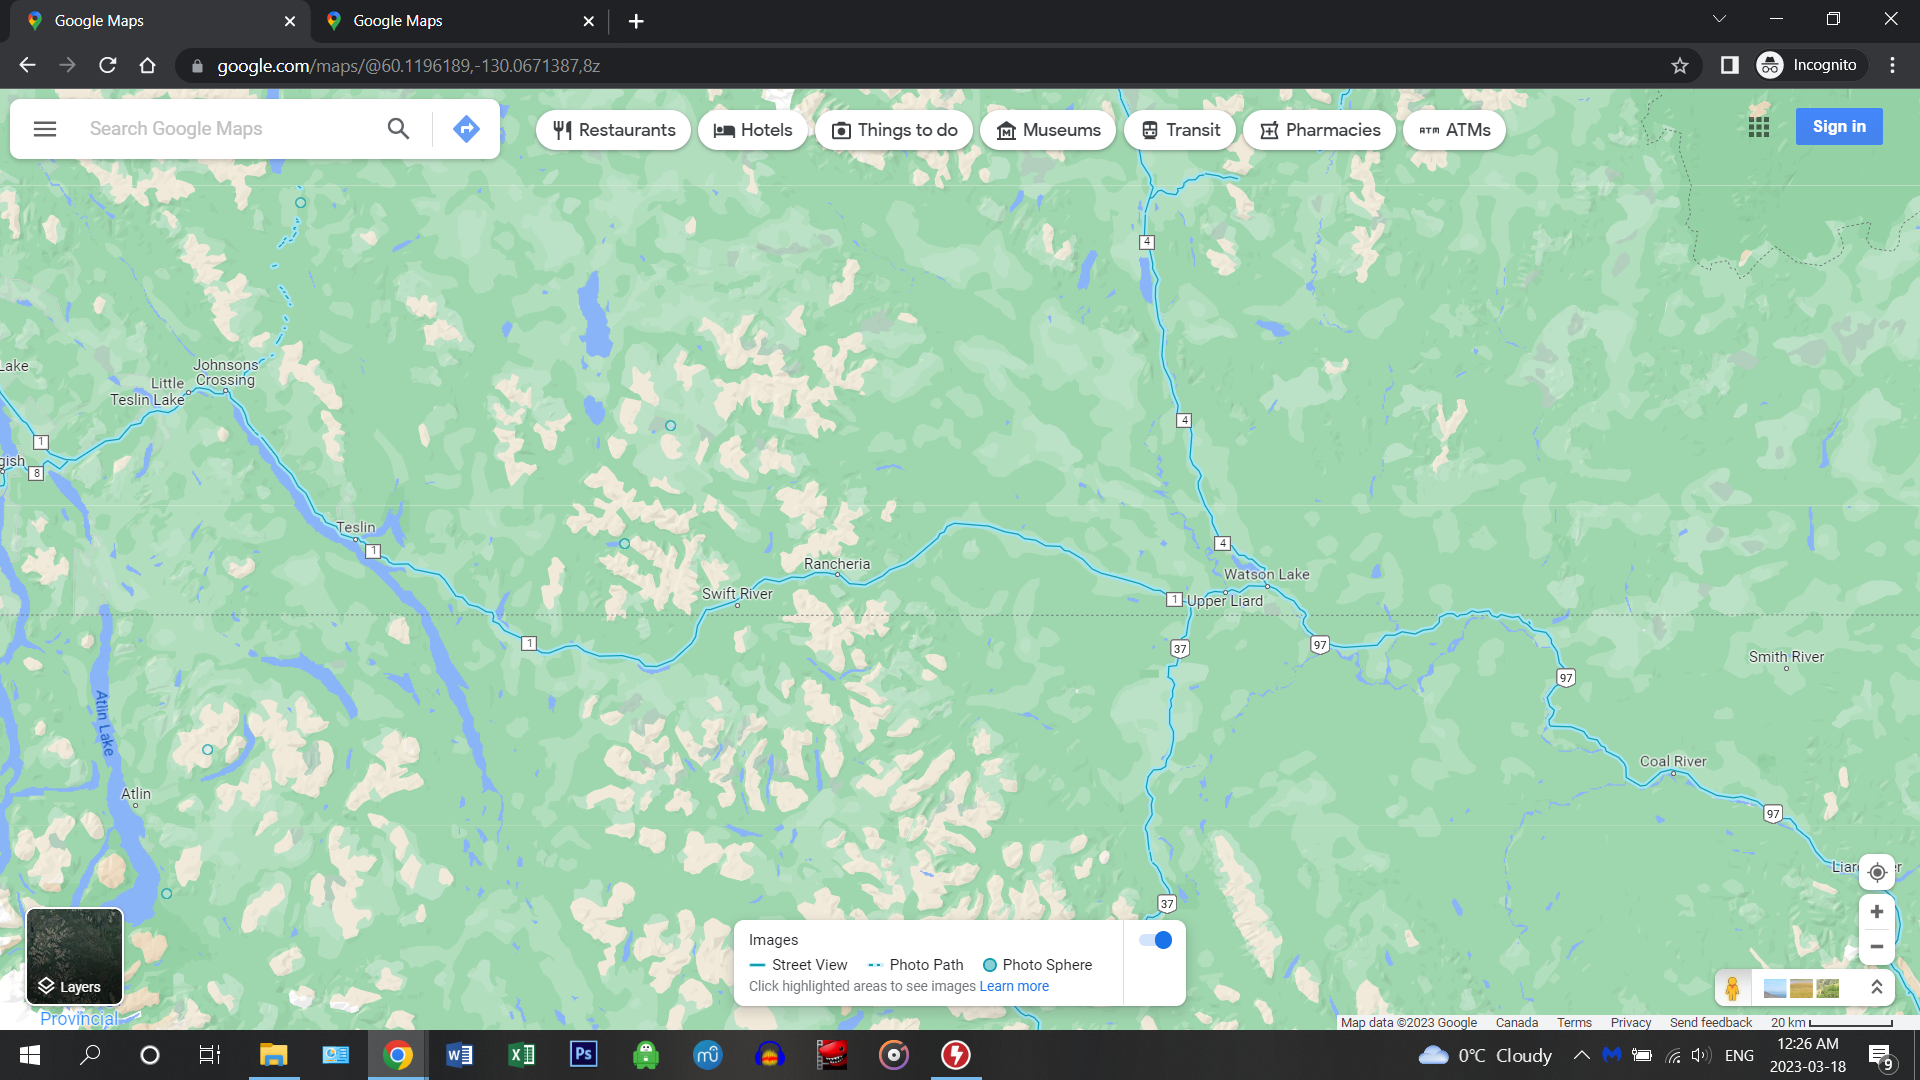 Google Maps
Google Maps
google.com/maps/@60.1196189,-130.0671387,8z
Incognito
Search Google Maps
Restaurants
Hotels
Things to do
Museums
Transit
Pharmacies
ATM ATMs
Sign in
4
Lake
Johnsons
Crossing
Little
Teslin Lake
4
1
gish
8
Teslin
1
4
Rancheria
Watson Lake
Swift River
1
Upper Liard
1
37
97
Smith River
97
Atlin Lake
Coal River
Atlin
97
37
Images
Street View
Photo Path
Photo Sphere
Click highlighted areas to see images Learn more
Layers
Provincial
Map data ©2023 Google
Canada
Terms
Privacy
Send feedback
20 km
W
X
Ps
mu
0°C Cloudy
ENG
12:26 AM
2023-03-18
9